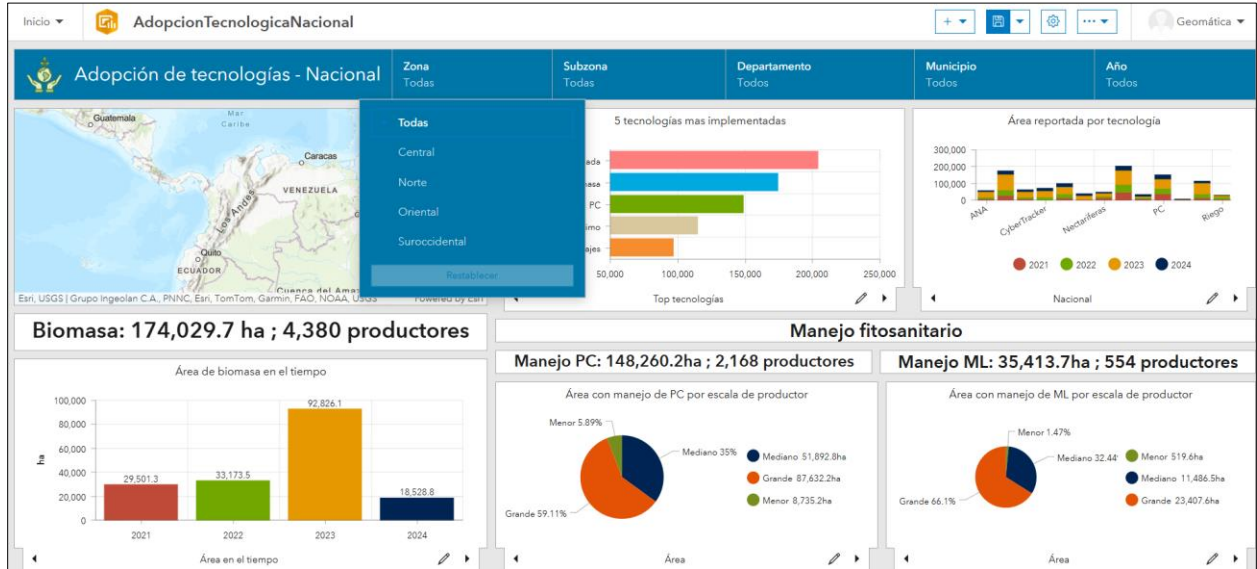 Inicio
AdopcionTecnologicaNacional
Geomática
Adopción de tecnologías - Nacional
Zona
Todas
Subzona
Todas
Departamento
Todos
Municipio
Todos
Año
Todos
Todas
Central
Norte
Oriental
Suroccidental
Restablecer
Guatemala
Mar
Caribe
Caracas
VENEZUELA
Los Andes
Quito
ECUADOR
Cuenca del Ama
Esri, USGS | Grupo Ingeolan C.A., PNNC, Esri, TomTom, Garmin, FAO, NOAA, USGS
Powered by Esri
5 tecnologías mas implementadas
ada
asa
PC
imo
ajes
50,000 100,000 150,000 200,000 250,000
Top tecnologías
Área reportada por tecnología
300,000
200,000
100,000
0
ANA CyberTracker Nectariferas PC Riego
2021 2022 2023 2024
Nacional
Biomasa: 174,029.7 ha ; 4,380 productores
Manejo fitosanitario
Manejo PC: 148,260.2ha ; 2,168 productores
Manejo ML: 35,413.7ha ; 554 productores
Área de biomasa en el tiempo
ha
100,000
80,000
60,000
40,000
20,000
0
29,501.3
33,173.5
92,826.1
18,528.8
2021 2022 2023 2024
Área en el tiempo
Área con manejo de PC por escala de productor
Menor 5.89%
Mediano 35%
Grande 59.11%
Mediano 51,892.8ha
Grande 87,632.2ha
Menor 8,735.2ha
Área
Área con manejo de ML por escala de productor
Menor 1.47%
Mediano 32.44
Grande 66.1%
Menor 519.6ha
Mediano 11,486.5ha
Grande 23,407.6ha
Área